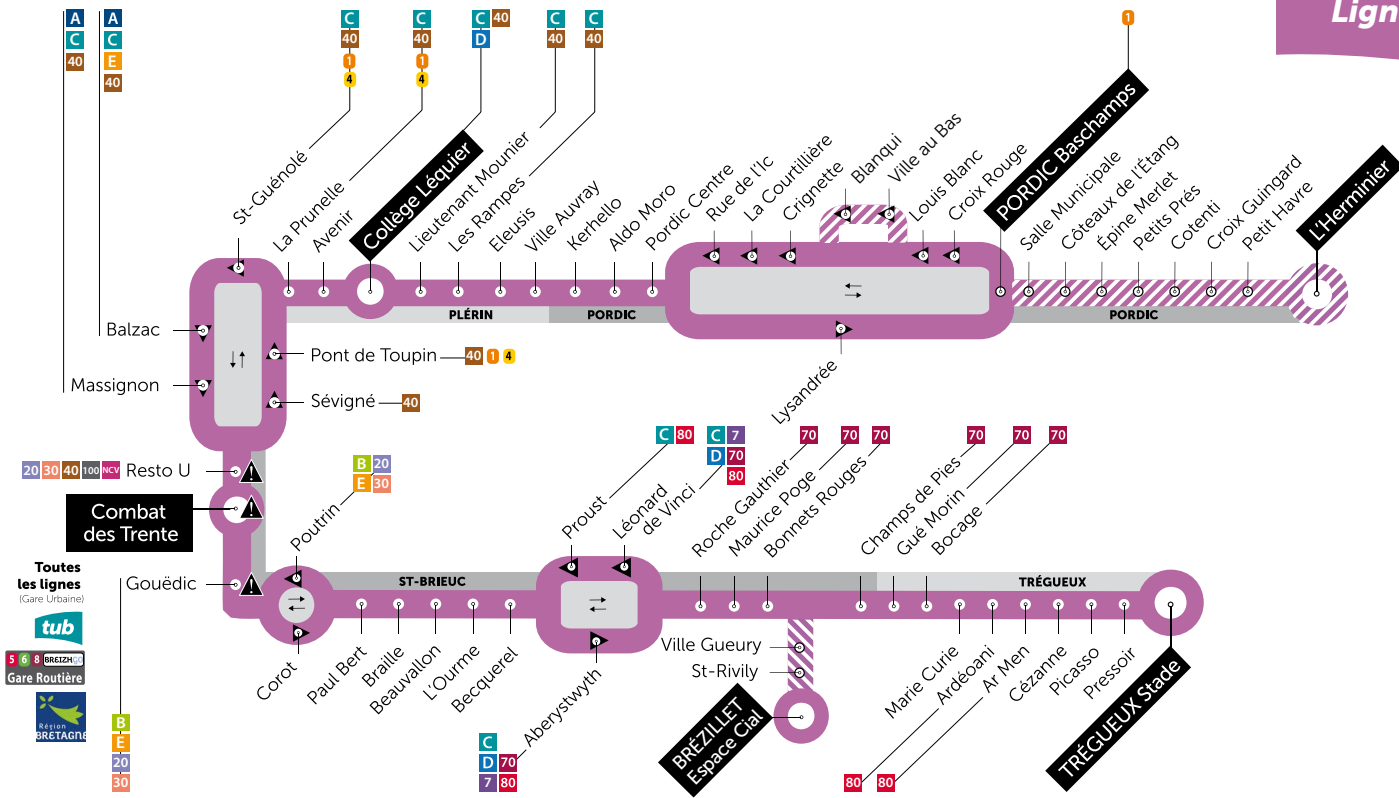 Lign
A
C
40
A
C
E
40
C
40
1
4
C
40
1
4
C 40
D
C
40
C
40
1
St-Guénolé
La Prunelle
Avenir
Collège Léquier
Lieutenant Mounier
Les Rampes
Eleusis
Ville Auvray
Kerhello
Aldo Moro
Pordic Centre
Rue de l'Ic
La Courtillière
Crignette
Blanqui
Ville au Bas
Louis Blanc
Croix Rouge
PORDIC Baschamps
Salle Municipale
Côteaux de l'Étang
Épine Merlet
Petits Prés
Cotenti
Croix Guingard
Petit Havre
L'Herminier
PLÉRIN
PORDIC
PORDIC
Balzac
Massignon
Pont de Toupin 40 1 4
Sévigné 40
Lysandrée
20 30 40 100 NCV Resto U
Combat
des Trente
Gouëdic
Toutes
les lignes
(Gare Urbaine)
tub
5 6 8 BREIZHGO
Gare Routière
Région
BRETAGNE
B
E
20
30
B 20
E 30
Poutrin
Corot
ST-BRIEUC
Paul Bert
Braille
Beauvallon
L'Ourme
Becquerel
C 80
Proust
C 7
D 70
80
Léonard
de Vinci
Aberystwyth
C
D 70
7 80
70
70
70
Roche Gauthier
Maurice Poge
Bonnets Rouges
70
70
70
Champs de Pies
Gué Morin
Bocage
TRÉGUEUX
Ville Gueury
St-Rivily
BRÉZILLET
Espace Cial
Marie Curie
Ardéoani
Ar Men
Cézanne
Picasso
Pressoir
80
80
TRÉGUEUX Stade